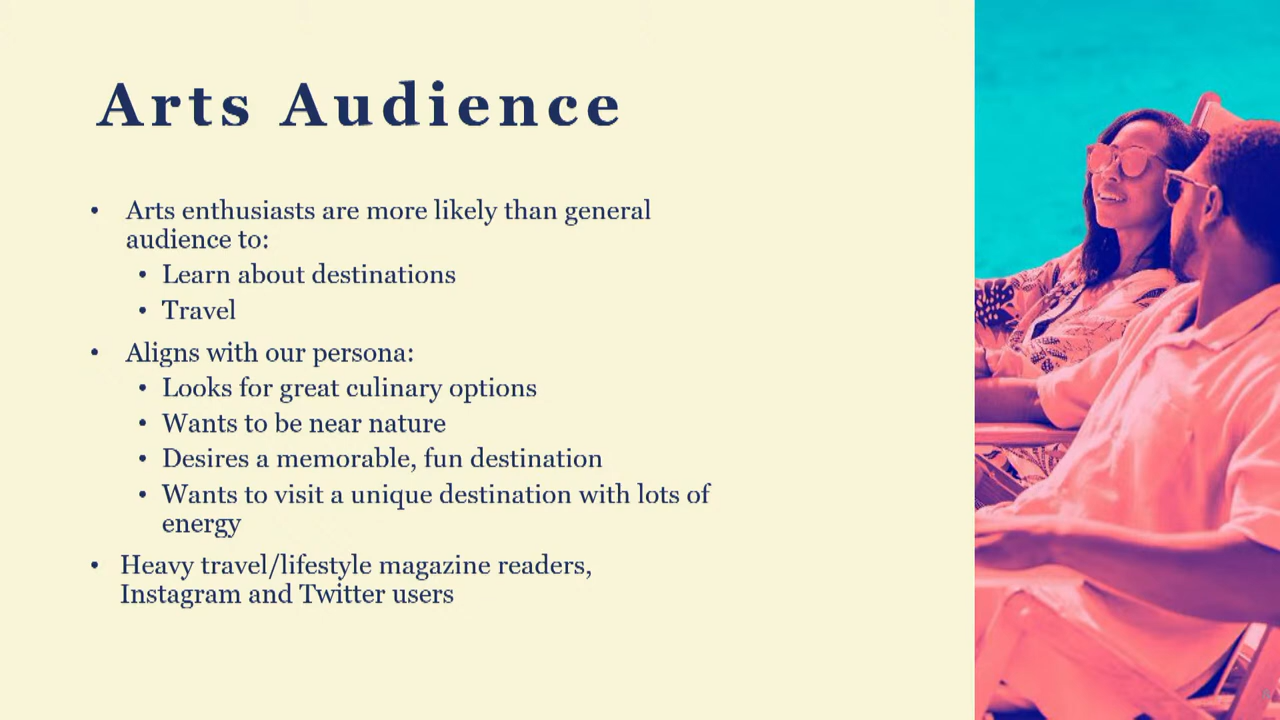 Arts Audience
• Arts enthusiasts are more likely than general
audience to:
• Learn about destinations
• Travel
• Aligns with our persona:
• Looks for great culinary options
• Wants to be near nature
• Desires a memorable, fun destination
• Wants to visit a unique destination with lots of
energy
• Heavy travel/lifestyle magazine readers,
Instagram and Twitter users